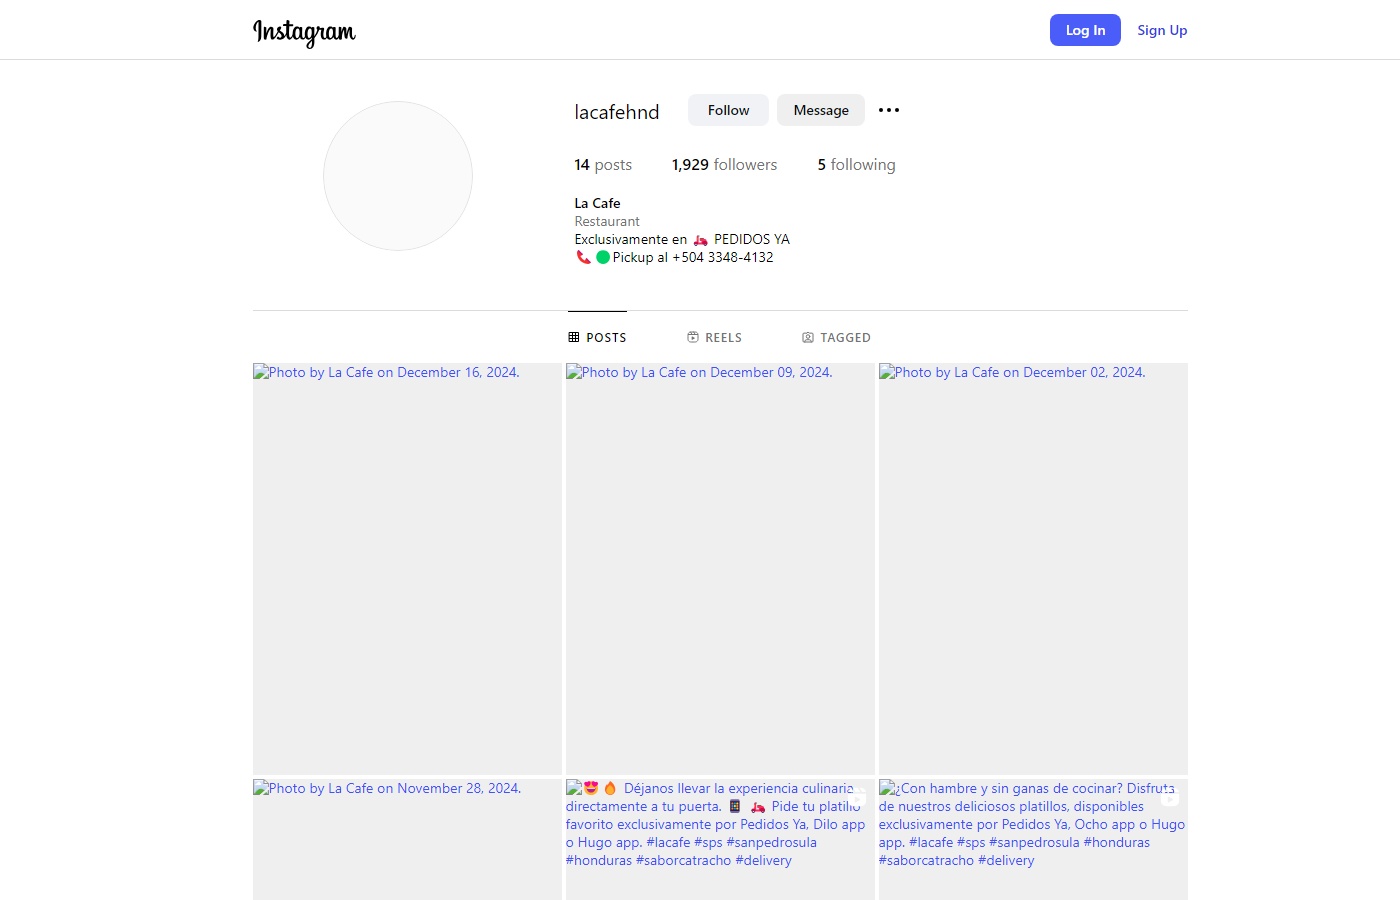 Instagram
Log In
Sign Up
lacafehnd
Follow
Message
14 posts
1,929 followers
5 following
La Cafe
Restaurant
Exclusivamente en 🛵 PEDIDOS YA
📞🟢Pickup al +504 3348-4132
POSTS
REELS
TAGGED
Photo by La Cafe on December 16, 2024.
Photo by La Cafe on December 09, 2024.
Photo by La Cafe on December 02, 2024.
Photo by La Cafe on November 28, 2024.
😍🔥 Déjanos llevar la experiencia culinaria
directamente a tu puerta. 📱 🛵 Pide tu platillo
favorito exclusivamente por Pedidos Ya, Dilo app
o Hugo app. #lacafe #sps #sanpedrosula
#honduras #saborcatracho #delivery
¿Con hambre y sin ganas de cocinar? Disfruta
de nuestros deliciosos platillos, disponibles
exclusivamente por Pedidos Ya, Ocho app o Hugo
app. #lacafe #sps #sanpedrosula #honduras
#saborcatracho #delivery